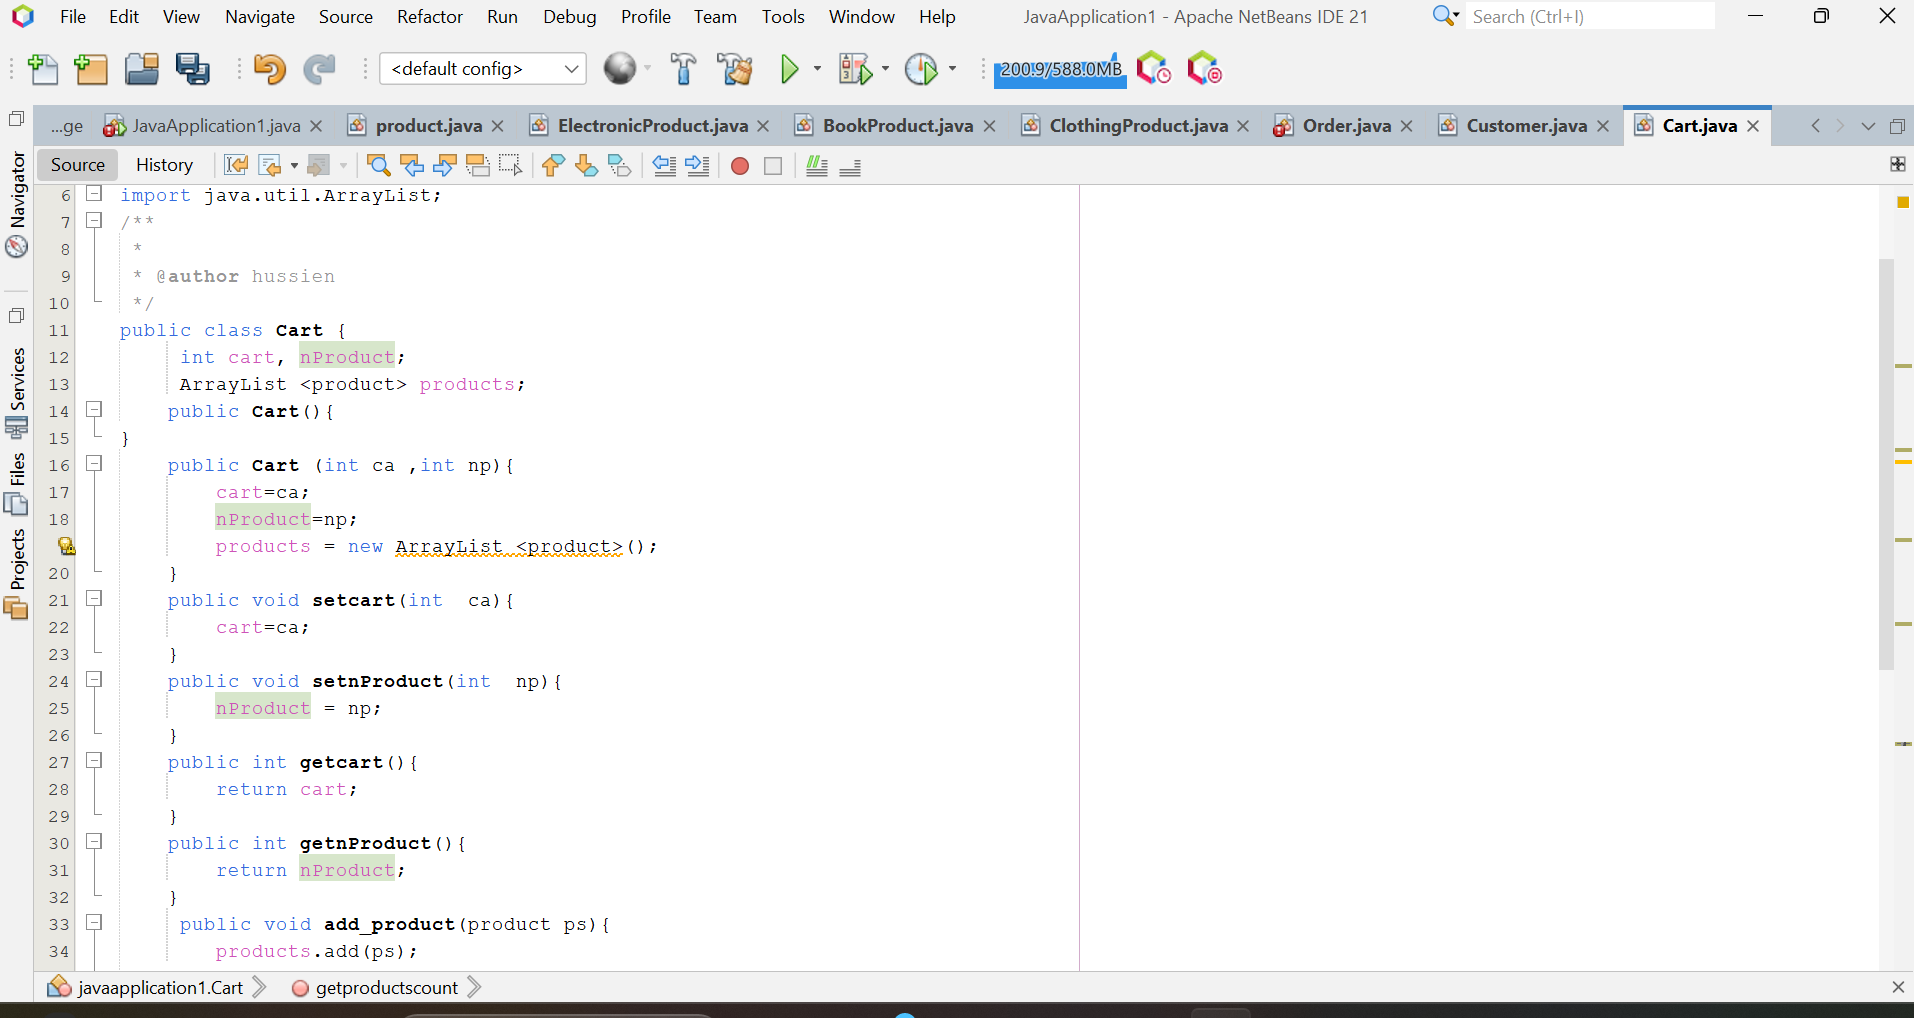 File Edit View Navigate Source Refactor Run Debug Profile Team Tools Window Help JavaApplication1 - Apache NetBeans IDE 21 Search (Ctrl+I)
<default config> 200.9/588.0MB
...ge JavaApplication1.java product.java ElectronicProduct.java BookProduct.java ClothingProduct.java Order.java Customer.java Cart.java
Source History
Navigator
Services
Files
Projects
6 import java.util.ArrayList;
7 /**
8 *
9 * @author hussien
10 */
11 public class Cart {
12 int cart, nProduct;
13 ArrayList <product> products;
14 public Cart(){
15 }
16 public Cart (int ca ,int np){
17 cart=ca;
18 nProduct=np;
products = new ArrayList <product>();
20 }
21 public void setcart(int  ca){
22 cart=ca;
23 }
24 public void setnProduct(int  np){
25 nProduct = np;
26 }
27 public int getcart(){
28 return cart;
29 }
30 public int getnProduct(){
31 return nProduct;
32 }
33 public void add_product(product ps){
34 products.add(ps);
javaapplication1.Cart getproductscount